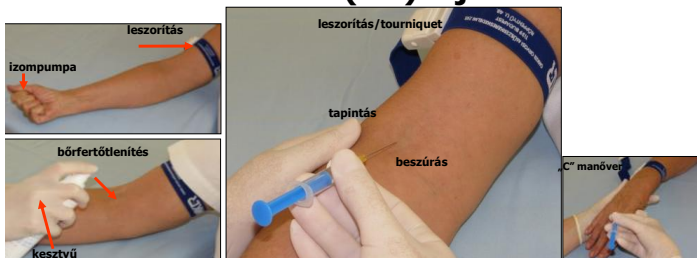 leszorítás
izompumpa
bőrfertőtlenítés
kesztyű
leszorítás/tourniquet
tapintás
beszúrás
„C” manőver